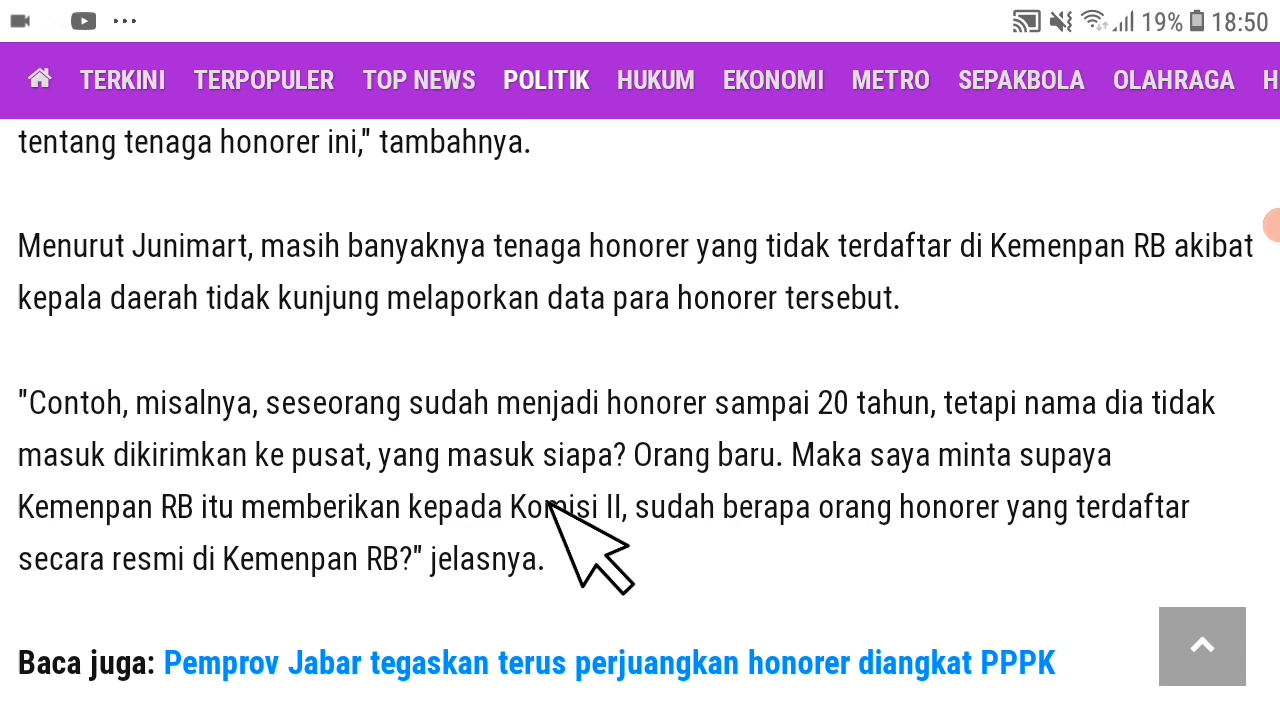 19% 18:50
TERKINI TERPOPULER TOP NEWS POLITIK HUKUM EKONOMI METRO SEPAKBOLA OLAHRAGA H
tentang tenaga honorer ini," tambahnya.
Menurut Junimart, masih banyaknya tenaga honorer yang tidak terdaftar di Kemenpan RB akibat
kepala daerah tidak kunjung melaporkan data para honorer tersebut.
"Contoh, misalnya, seseorang sudah menjadi honorer sampai 20 tahun, tetapi nama dia tidak
masuk dikirimkan ke pusat, yang masuk siapa? Orang baru. Maka saya minta supaya
Kemenpan RB itu memberikan kepada Komisi II, sudah berapa orang honorer yang terdaftar
secara resmi di Kemenpan RB?" jelasnya.
Baca juga: Pemprov Jabar tegaskan terus perjuangkan honorer diangkat PPPK